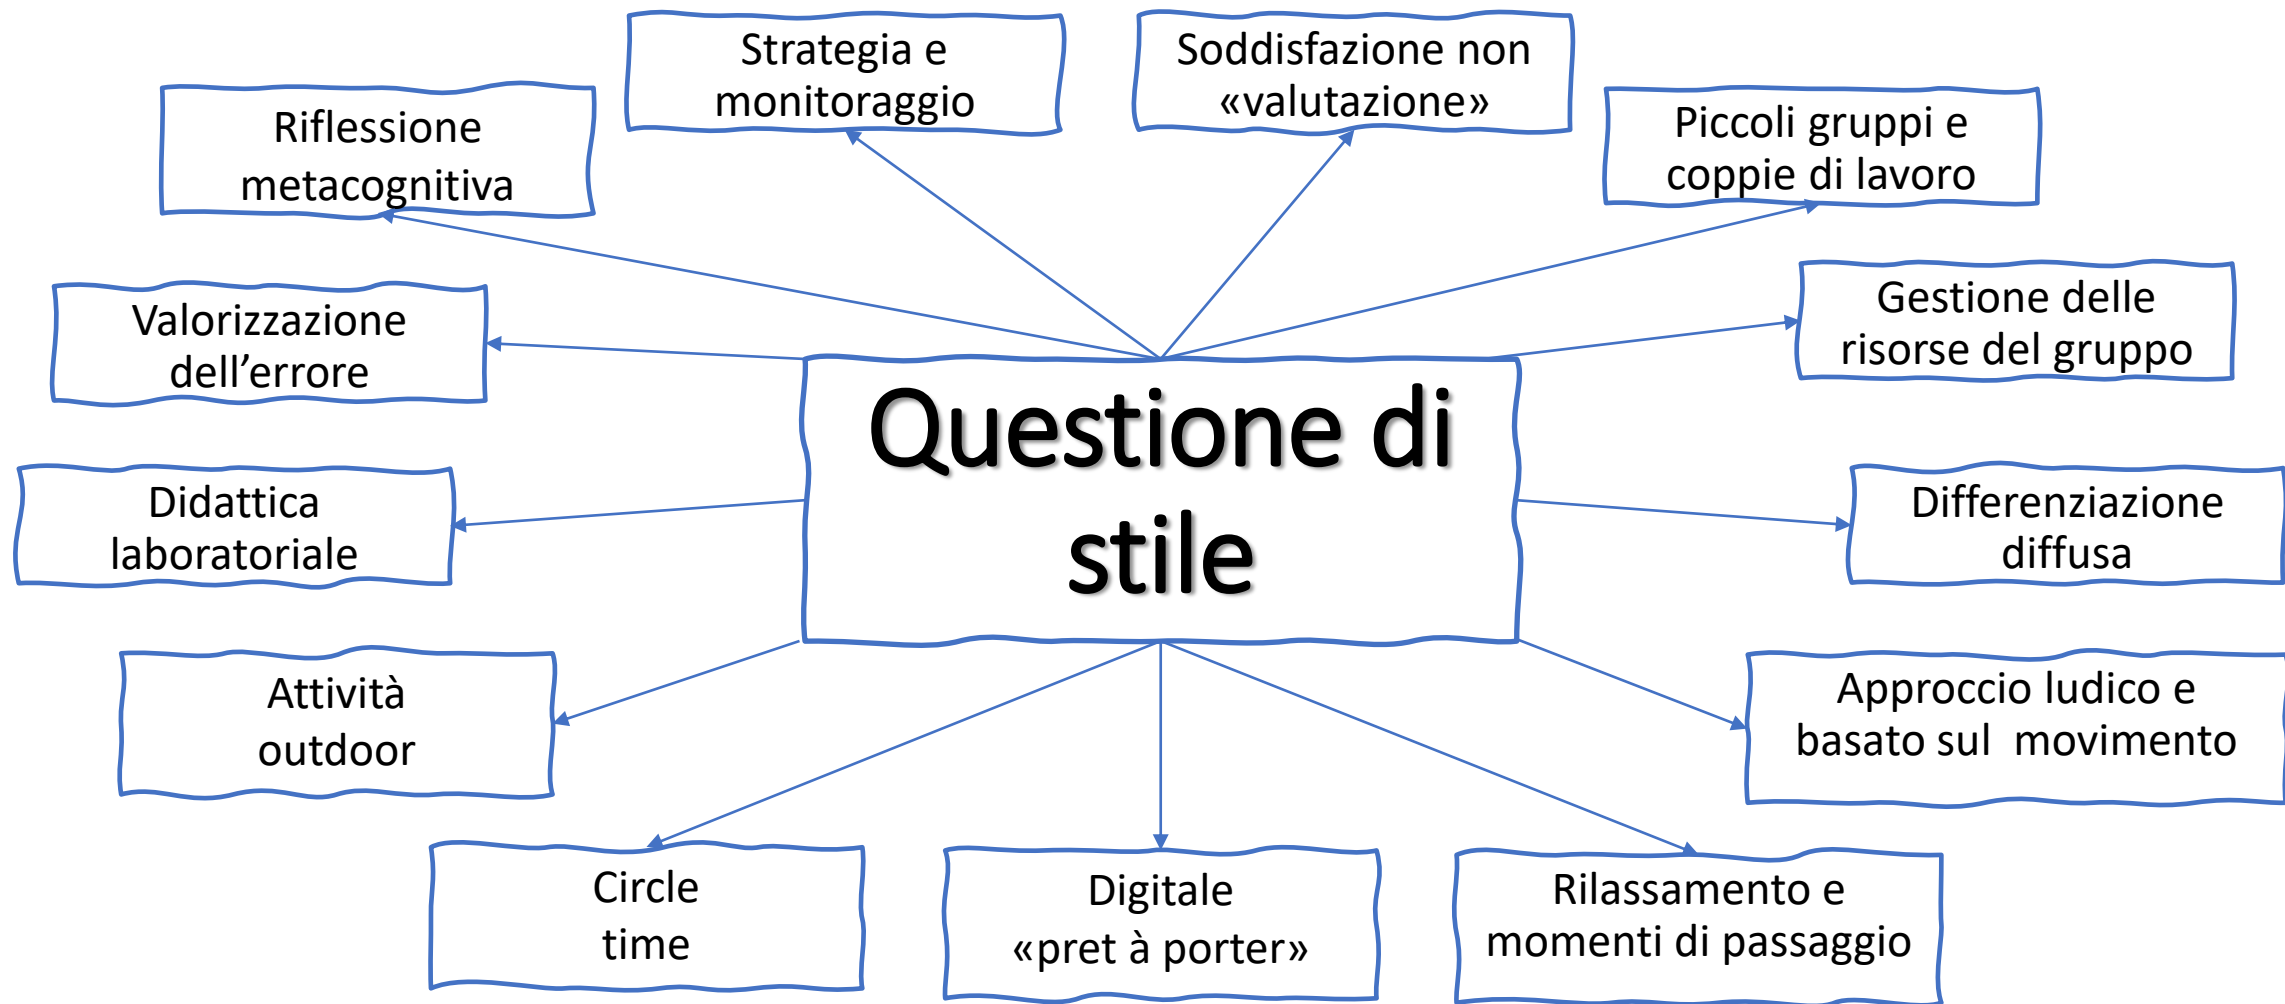 Strategia e
monitoraggio
Soddisfazione non
«valutazione»
Riflessione
metacognitiva
Piccoli gruppi e
coppie di lavoro
Valorizzazione
dell’errore
Gestione delle
risorse del gruppo
Questione di
stile
Didattica
laboratoriale
Differenziazione
diffusa
Attività
outdoor
Approccio ludico e
basato sul  movimento
Circle
time
Digitale
«pret à porter»
Rilassamento e
momenti di passaggio